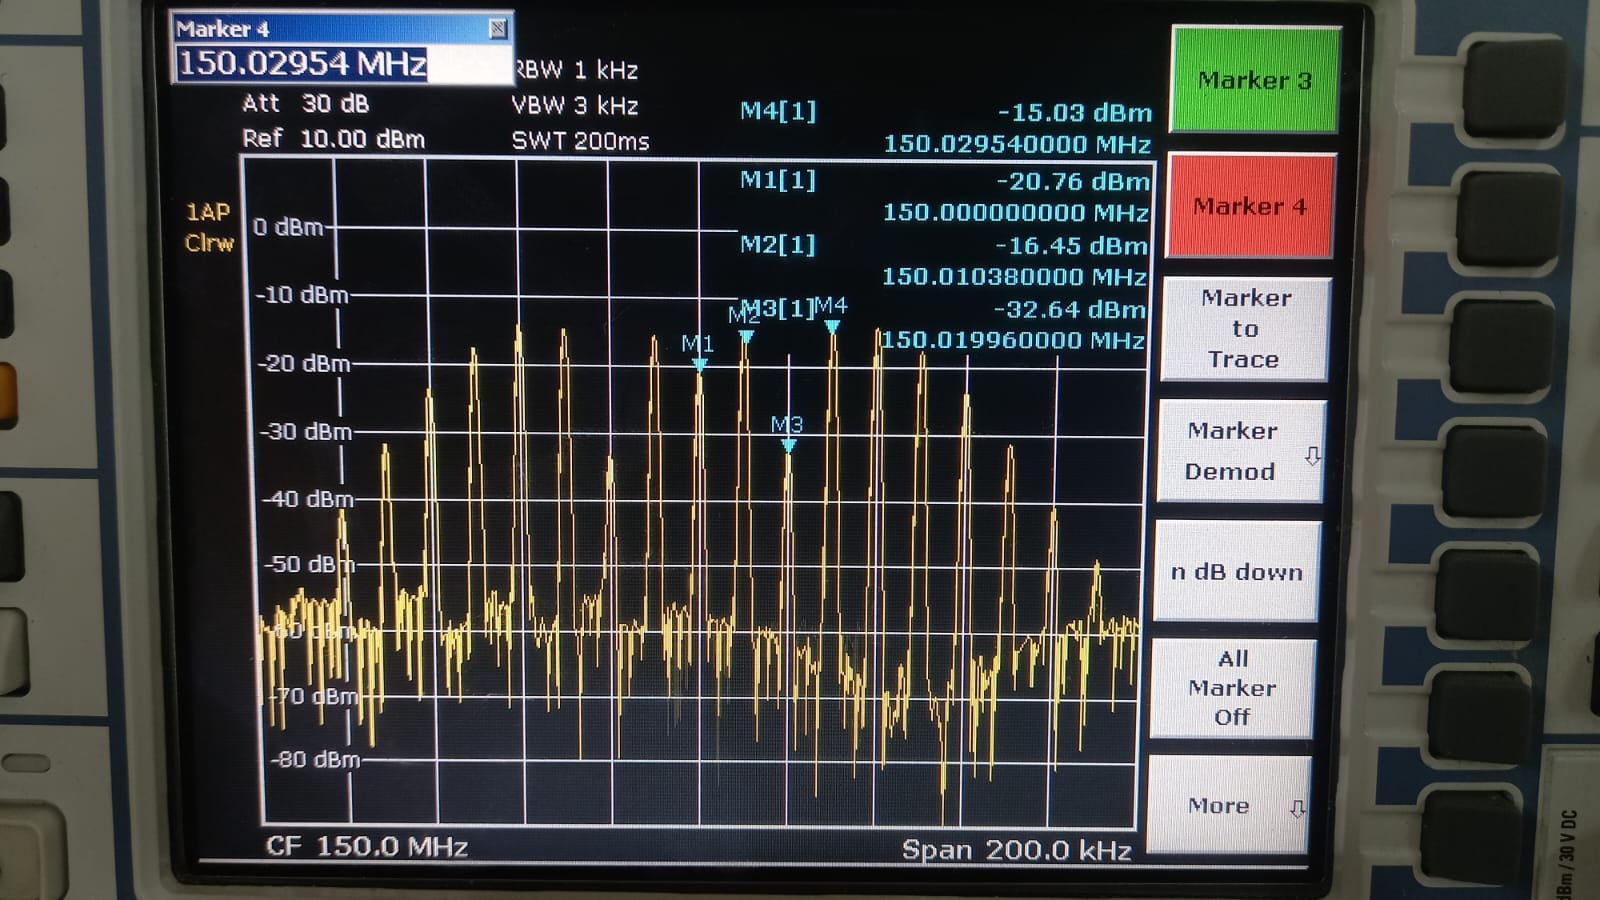 Marker 4
150.02954 MHz
RBW 1 kHz
Att 30 dB
VBW 3 kHz
Ref 10.00 dBm
SWT 200ms
M4[1]
-15.03 dBm
150.029540000 MHz
M1[1]
-20.76 dBm
150.000000000 MHz
M2[1]
-16.45 dBm
150.010380000 MHz
M3[1]
-32.64 dBm
150.019960000 MHz
1AP
Clrw
0 dBm
-10 dBm
-20 dBm
-30 dBm
-40 dBm
-50 dBm
-60 dBm
-70 dBm
-80 dBm
M1
M2
M3
M4
CF 150.0 MHz
Span 200.0 kHz
Marker 3
Marker 4
Marker
to
Trace
Marker
Demod
n dB down
All
Marker
Off
More
dBm / 30 V DC